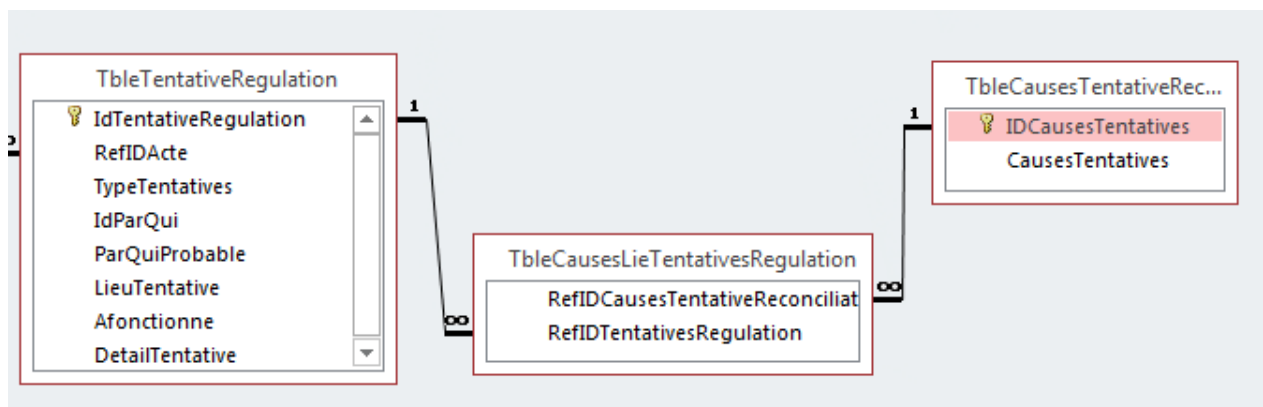 TbleTentativeRegulation
IdTentativeRegulation
RefIDActe
TypeTentatives
IdParQui
ParQuiProbable
LieuTentative
Afonctionne
DetailTentative
1
∞
TbleCausesLieTentativesRegulation
RefIDCausesTentativeReconciliat
RefIDTentativesRegulation
∞
1
TbleCausesTentativeRec...
IDCausesTentatives
CausesTentatives